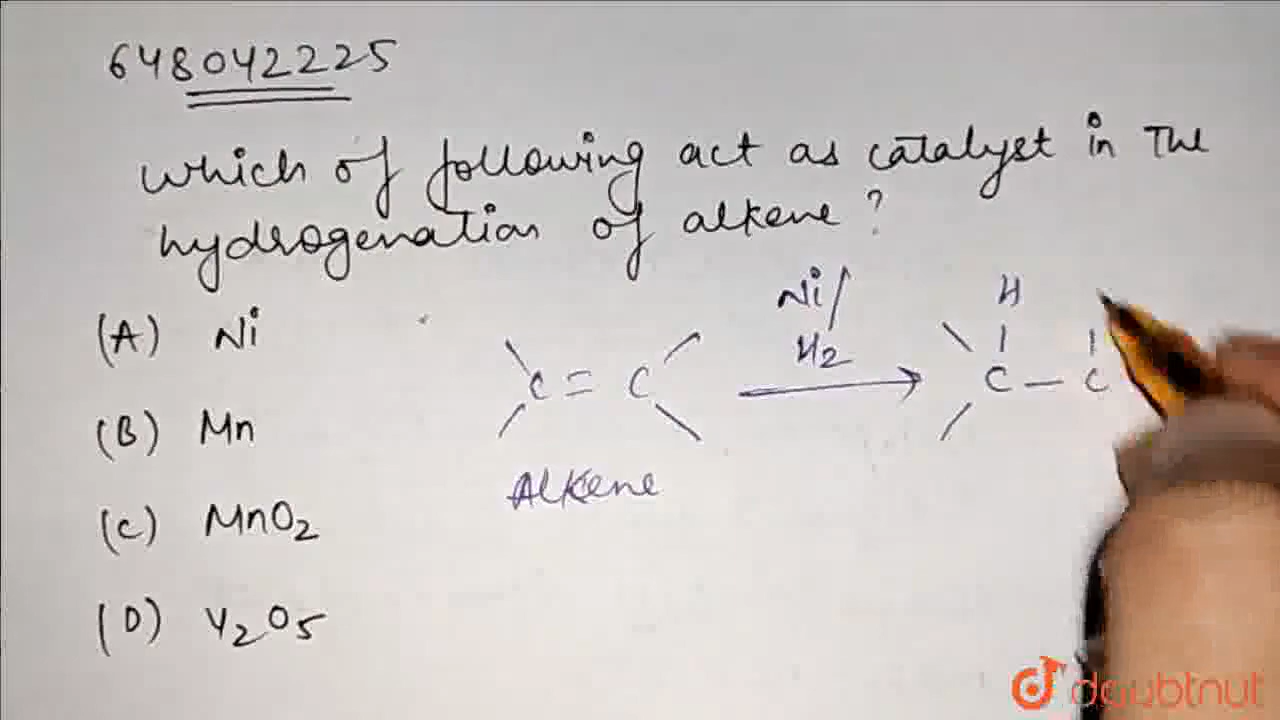 648042225
Which of following act as catalyst in The
hydrogenation of alkene ?
(A) Ni
(B) Mn
(C) MnO2
(D) V2O5
Ni/
H2
C = C
H
C — C
Alkene
doubtnut